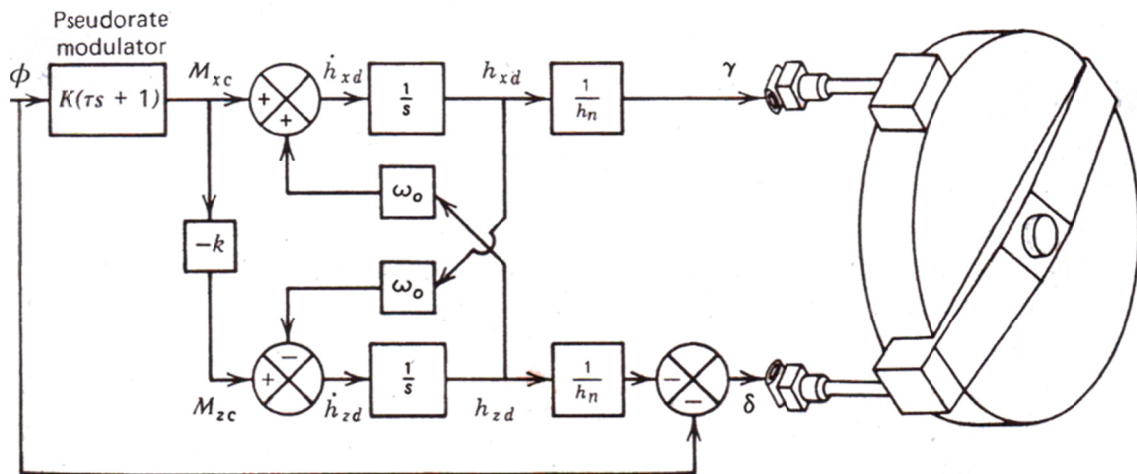 Pseudorate
modulator
ϕ
K(τs + 1)
M_xc
+
+
ḣ_xd
1/s
h_xd
1/h_n
γ
ω_o
-k
ω_o
M_zc
+
−
ḣ_zd
1/s
h_zd
1/h_n
−
−
δ